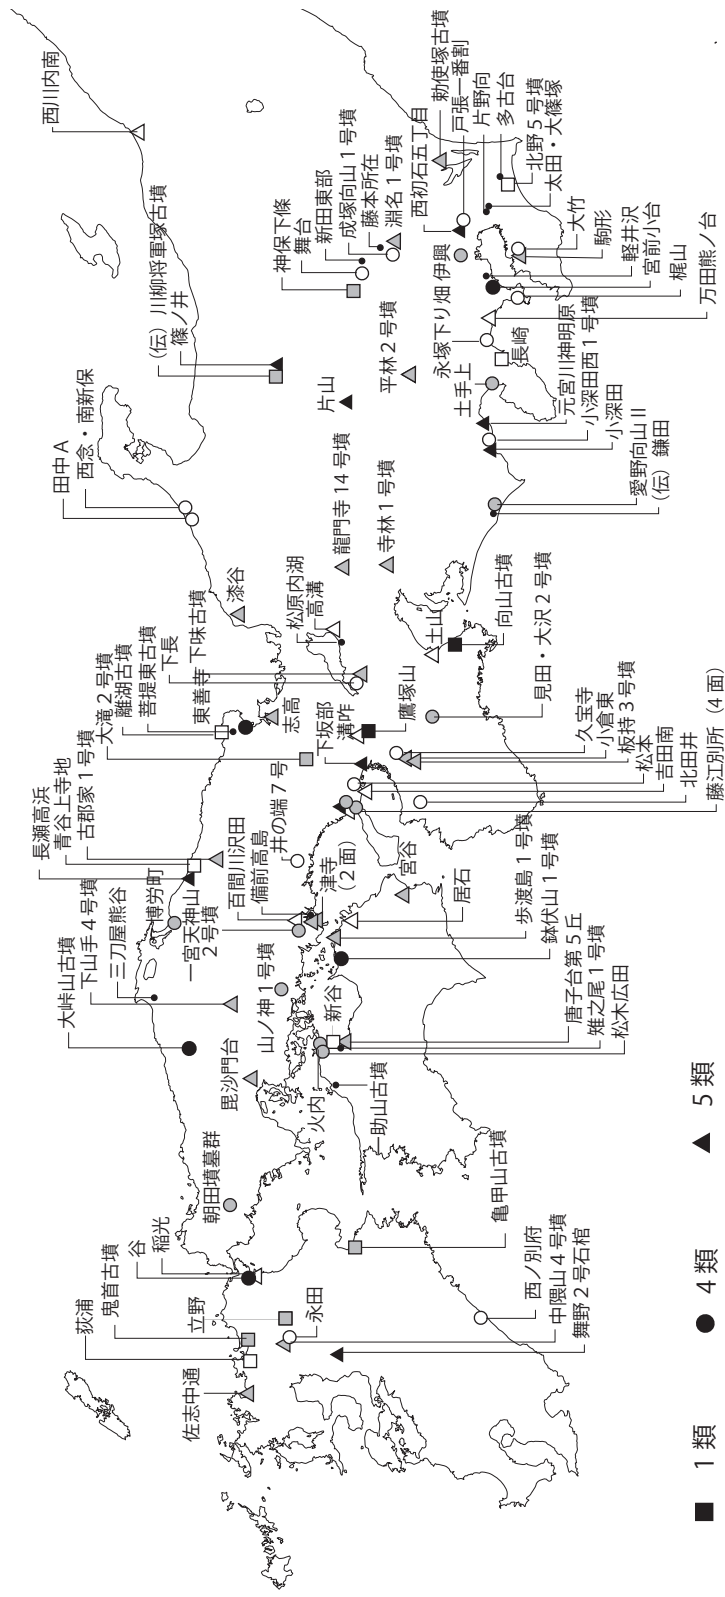 西川内南
(伝) 川柳将軍塚古墳
篠ノ井
田中A
西念・南新保
神保下條
舞台
新田東部
成塚向山1号墳
藤本所在
淵名1号墳
西初石五丁目
勅使塚古墳
戸張一番割
片野向
多古台
北野5号墳
太田・大篠塚
大竹
駒形
軽井沢
宮前小台
梶山
万田熊ノ台
伊興
永塚下り畑
長崎
土手上
元宮川神明原
小深田西1号墳
小深田
愛野向山Ⅱ
(伝) 鎌田
平林2号墳
片山
龍門寺14号墳
寺林1号墳
漆谷
松原内湖
高溝
土山
向山古墳
見田・大沢2号墳
下味古墳
下長
東善寺
菩提東古墳
離湖古墳
大滝2号墳
志高
下坂部
溝咋
鷹塚山
久宝寺
小倉東
板持3号墳
松本
吉田南
北田井
藤江別所 (4面)
古郡家1号墳
青谷上寺地
長瀬高浜
井の端7号
百間川沢田
備前高島
津寺
(2面)
宮谷
居石
歩渡島1号墳
鉢伏山1号墳
唐子台第5丘
雉之尾1号墳
松木広田
博労町
一宮天神山
2号墳
三刀屋熊谷
下山手4号墳
大峠山古墳
山ノ神1号墳
新谷
毘沙門台
火内
一助山古墳
朝田墳墓群
亀甲山古墳
稲光
谷
鬼首古墳
荻浦
立野
永田
西ノ別府
中隈山4号墳
舞野2号石棺
佐志中通
1類
4類
5類